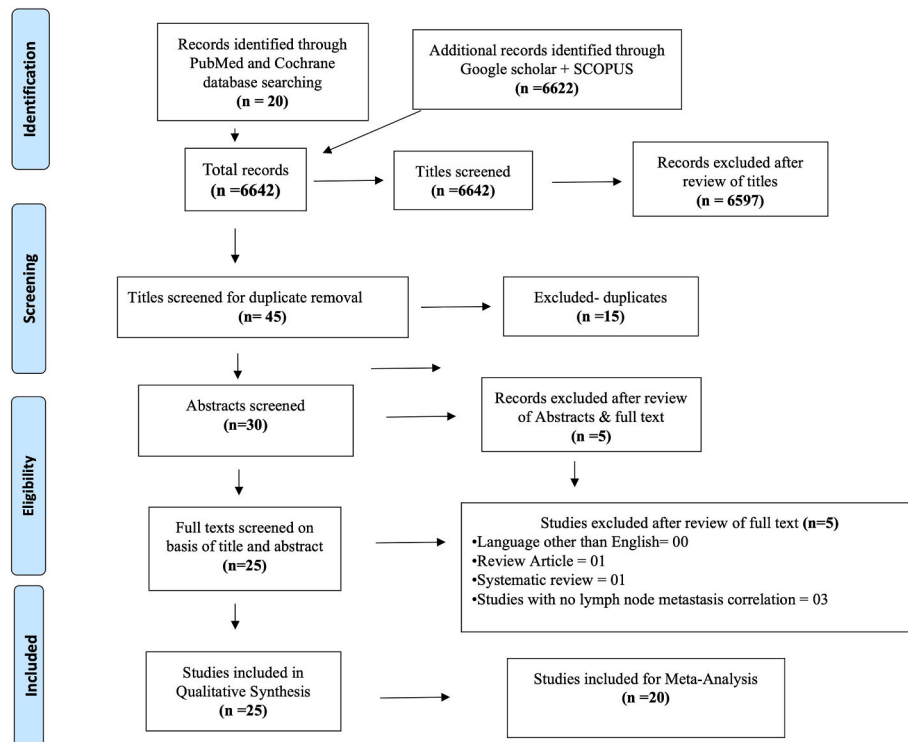 Identification
Records identified through
PubMed and Cochrane
database searching
(n = 20)
Additional records identified through
Google scholar + SCOPUS
(n =6622)
Total records
(n =6642)
Titles screened
(n =6642)
Records excluded after
review of titles
(n = 6597)
Screening
Titles screened for duplicate removal
(n= 45)
Excluded- duplicates
(n =15)
Eligibility
Abstracts screened
(n=30)
Records excluded after review
of Abstracts & full text
(n =5)
Full texts screened on
basis of title and abstract
(n=25)
Studies excluded after review of full text (n=5)
•Language other than English= 00
•Review Article = 01
•Systematic review = 01
•Studies with no lymph node metastasis correlation = 03
Included
Studies included in
Qualitative Synthesis
(n =25)
Studies included for Meta-Analysis
(n =20)